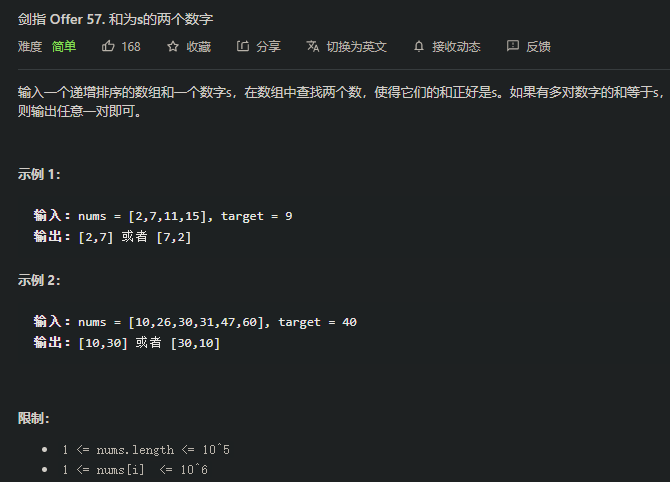 剑指 Offer 57. 和为s的两个数字
难度 简单 168 收藏 分享 切换为英文 接收动态 反馈
输入一个递增排序的数组和一个数字s，在数组中查找两个数，使得它们的和正好是s。如果有多对数字的和等于s，
则输出任意一对即可。
示例 1：
输入：nums = [2,7,11,15], target = 9
输出：[2,7] 或者 [7,2]
示例 2：
输入：nums = [10,26,30,31,47,60], target = 40
输出：[10,30] 或者 [30,10]
限制：
1 <= nums.length <= 10^5
1 <= nums[i] <= 10^6